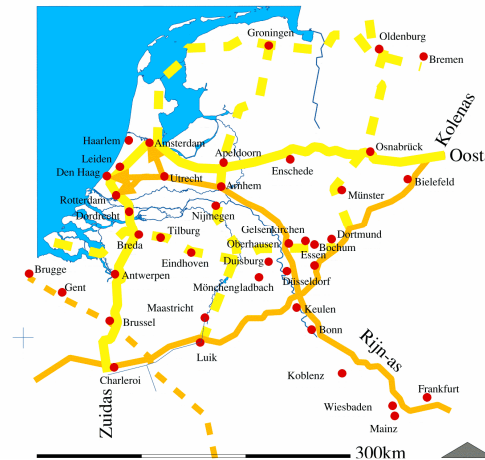 Groningen
Oldenburg
Bremen
Kolenas
Haarlem
Amsterdam
Apeldoorn
Osnabrück
Oost
Leiden
Enschede
Den Haag
Utrecht
Arnhem
Bielefeld
Rotterdam
Münster
Dordrecht
Nijmegen
Breda
Tilburg
Gelsenkirchen
Dortmund
Oberhausen
Bochum
Essen
Eindhoven
Duisburg
Brugge
Antwerpen
Düsseldorf
Gent
Mönchengladbach
Maastricht
Keulen
Brussel
Bonn
Rijn-as
Luik
Charleroi
Koblenz
Frankfurt
Zuidas
Wiesbaden
Mainz
300km